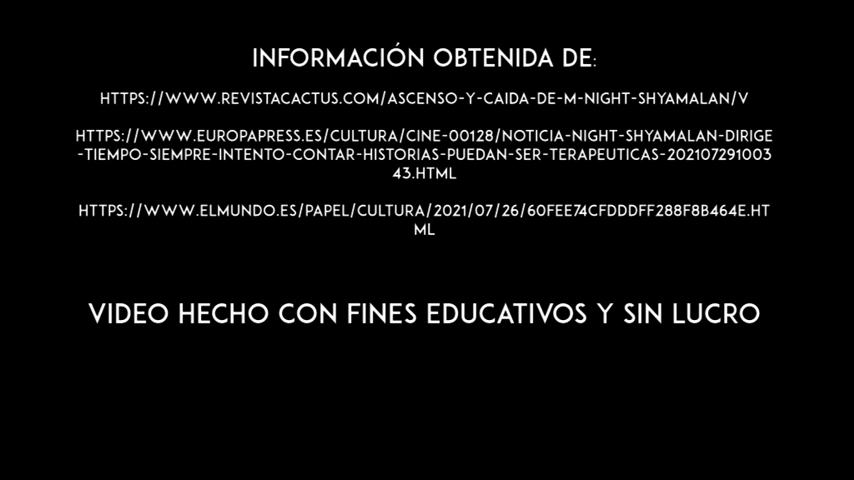 INFORMACIÓN OBTENIDA DE:
HTTPS://WWW.REVISTACACTUS.COM/ASCENSO-Y-CAIDA-DE-M-NIGHT-SHYAMALAN/V
HTTPS://WWW.EUROPAPRESS.ES/CULTURA/CINE-00128/NOTICIA-NIGHT-SHYAMALAN-DIRIGE
-TIEMPO-SIEMPRE-INTENTO-CONTAR-HISTORIAS-PUEDAN-SER-TERAPEUTICAS-202107291003
43.HTML
HTTPS://WWW.ELMUNDO.ES/PAPEL/CULTURA/2021/07/26/60FEE74CFDDDFF288F8B464E.HT
ML
VIDEO HECHO CON FINES EDUCATIVOS Y SIN LUCRO